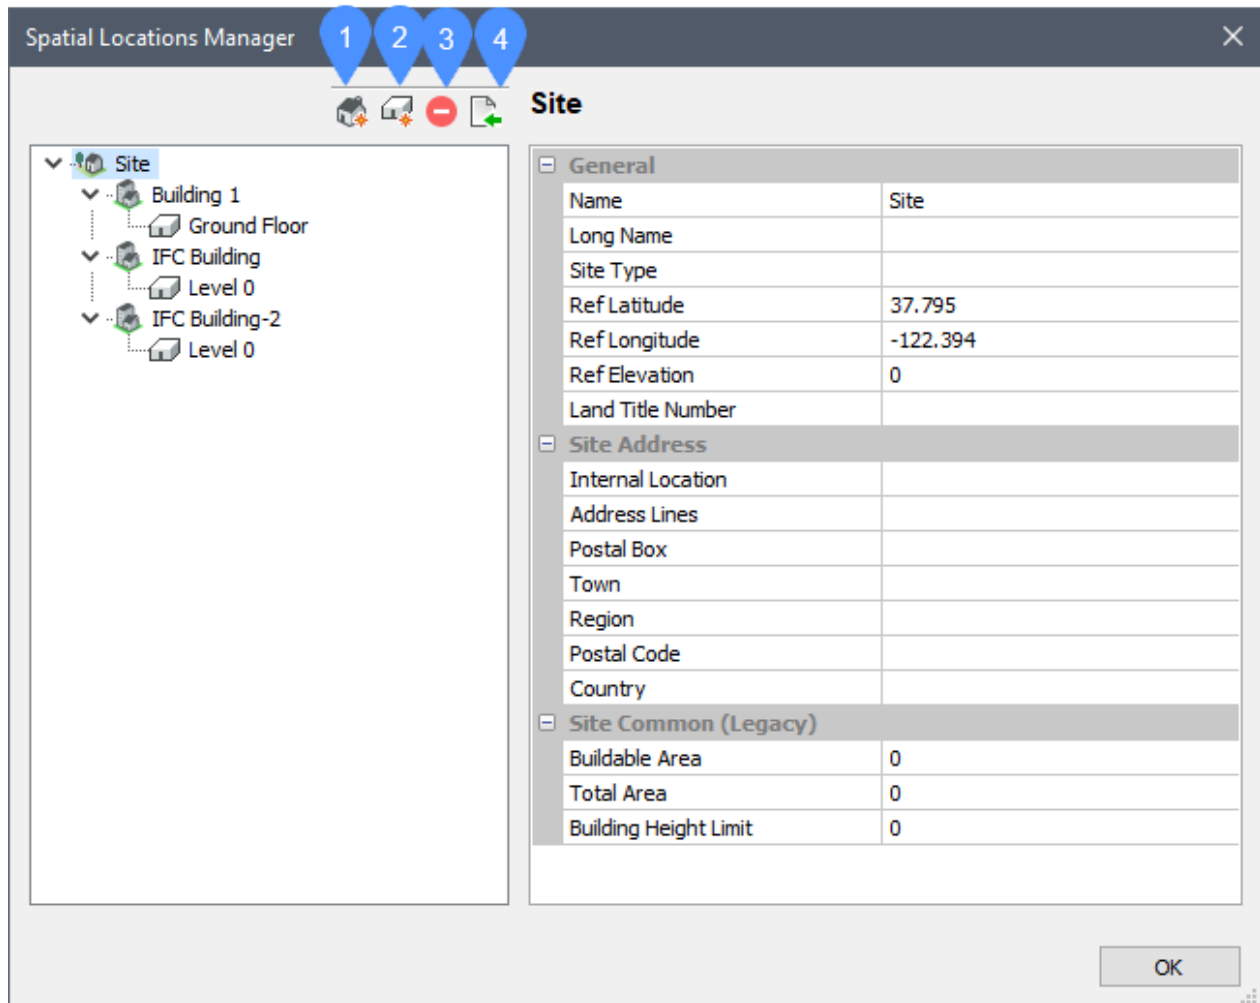 Spatial Locations Manager
1 2 3 4
Site
Site
Building 1
Ground Floor
IFC Building
Level 0
IFC Building-2
Level 0
General
Name Site
Long Name
Site Type
Ref Latitude 37.795
Ref Longitude -122.394
Ref Elevation 0
Land Title Number
Site Address
Internal Location
Address Lines
Postal Box
Town
Region
Postal Code
Country
Site Common (Legacy)
Buildable Area 0
Total Area 0
Building Height Limit 0
OK